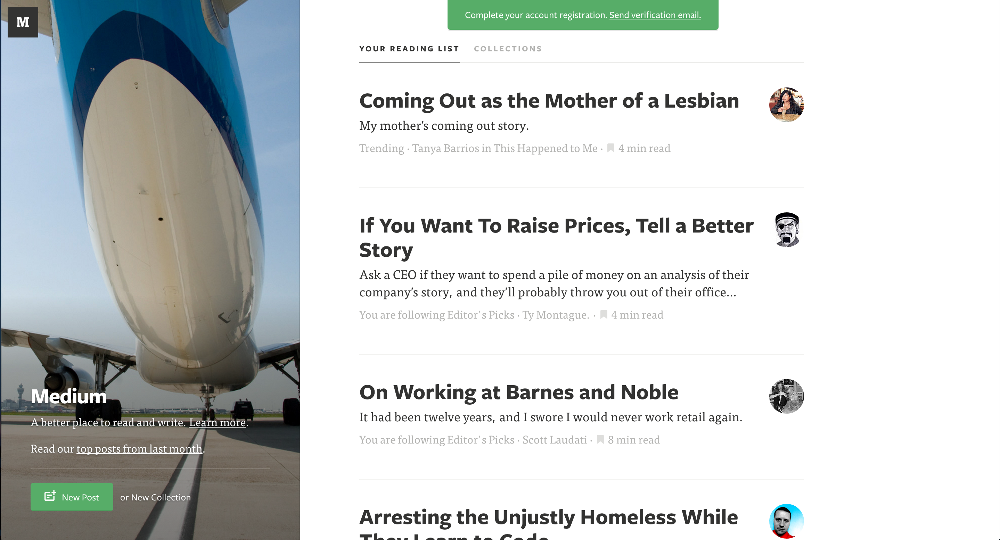 M
Complete your account registration. Send verification email.
YOUR READING LIST COLLECTIONS
Coming Out as the Mother of a Lesbian
My mother’s coming out story.
Trending · Tanya Barrios in This Happened to Me · 4 min read
If You Want To Raise Prices, Tell a Better
Story
Ask a CEO if they want to spend a pile of money on an analysis of their
company’s story, and they’ll probably throw you out of their office…
You are following Editor's Picks · Ty Montague. · 4 min read
On Working at Barnes and Noble
It had been twelve years, and I swore I would never work retail again.
You are following Editor's Picks · Scott Laudati · 8 min read
Arresting the Unjustly Homeless While
They Learn to Code
Medium
A better place to read and write. Learn more.
Read our top posts from last month.
New Post or New Collection